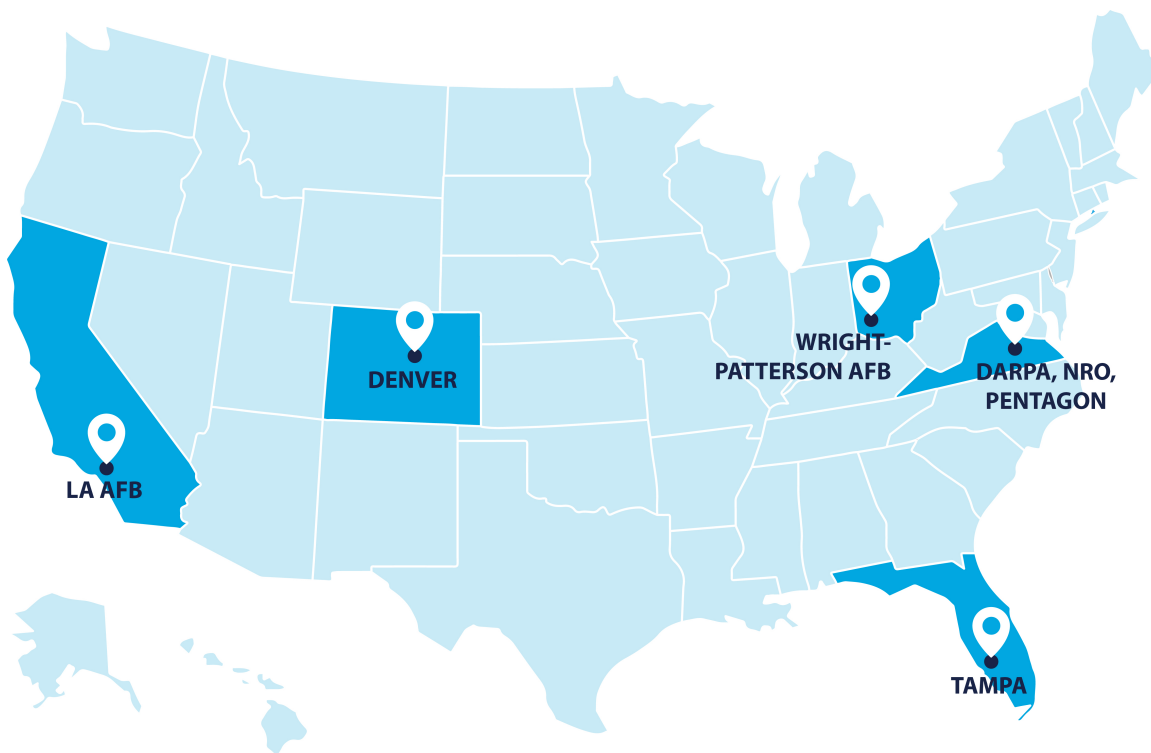 WRIGHT-
PATTERSON AFB
DARPA, NRO,
PENTAGON
DENVER
LA AFB
TAMPA